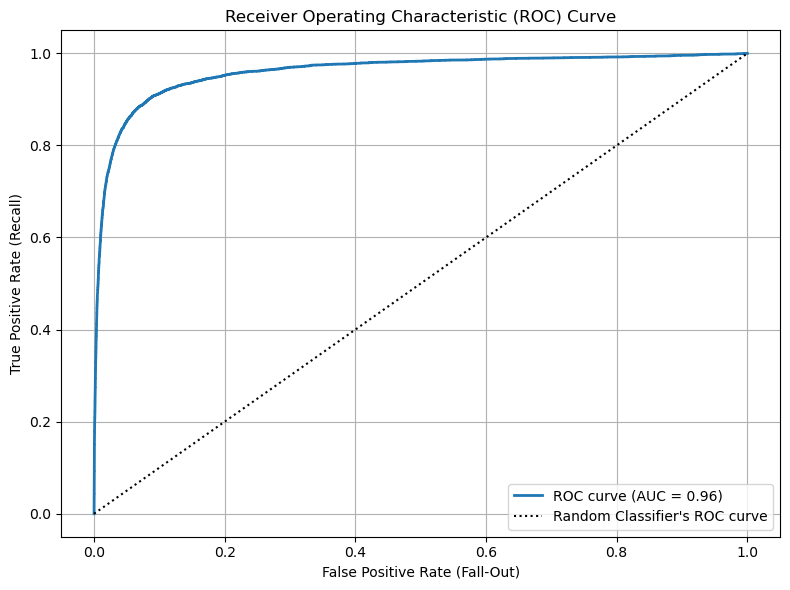 Receiver Operating Characteristic (ROC) Curve
True Positive Rate (Recall)
1.0
0.8
0.6
0.4
0.2
0.0
ROC curve (AUC = 0.96)
Random Classifier's ROC curve
0.0 0.2 0.4 0.6 0.8 1.0
False Positive Rate (Fall-Out)